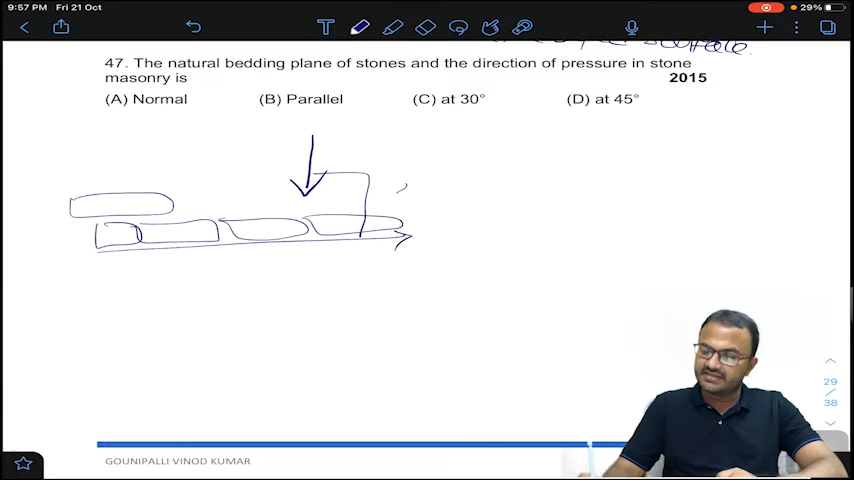 9:57 PM Fri 21 Oct
29%
47. The natural bedding plane of stones and the direction of pressure in stone
masonry is 2015
(A) Normal (B) Parallel (C) at 30° (D) at 45°
29
/
38
GOUNIPALLI VINOD KUMAR